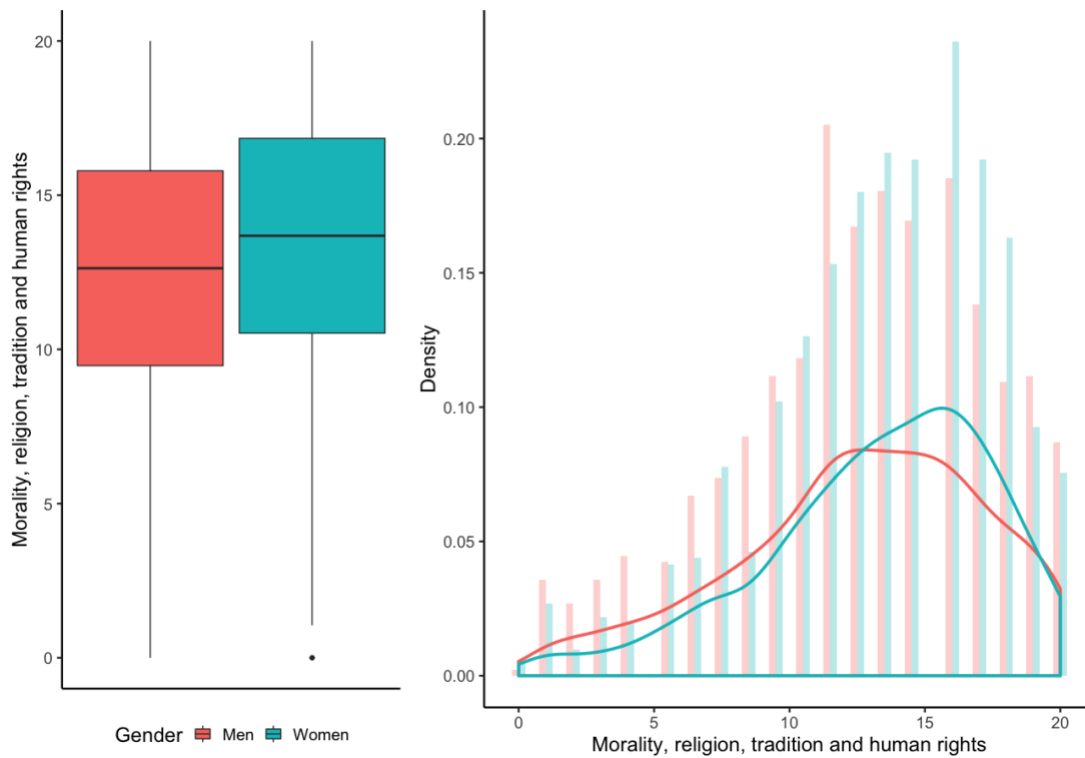 Morality, religion, tradition and human rights
20
15
10
5
0
Gender Men Women
Density
0.20
0.15
0.10
0.05
0.00
0 5 10 15 20
Morality, religion, tradition and human rights